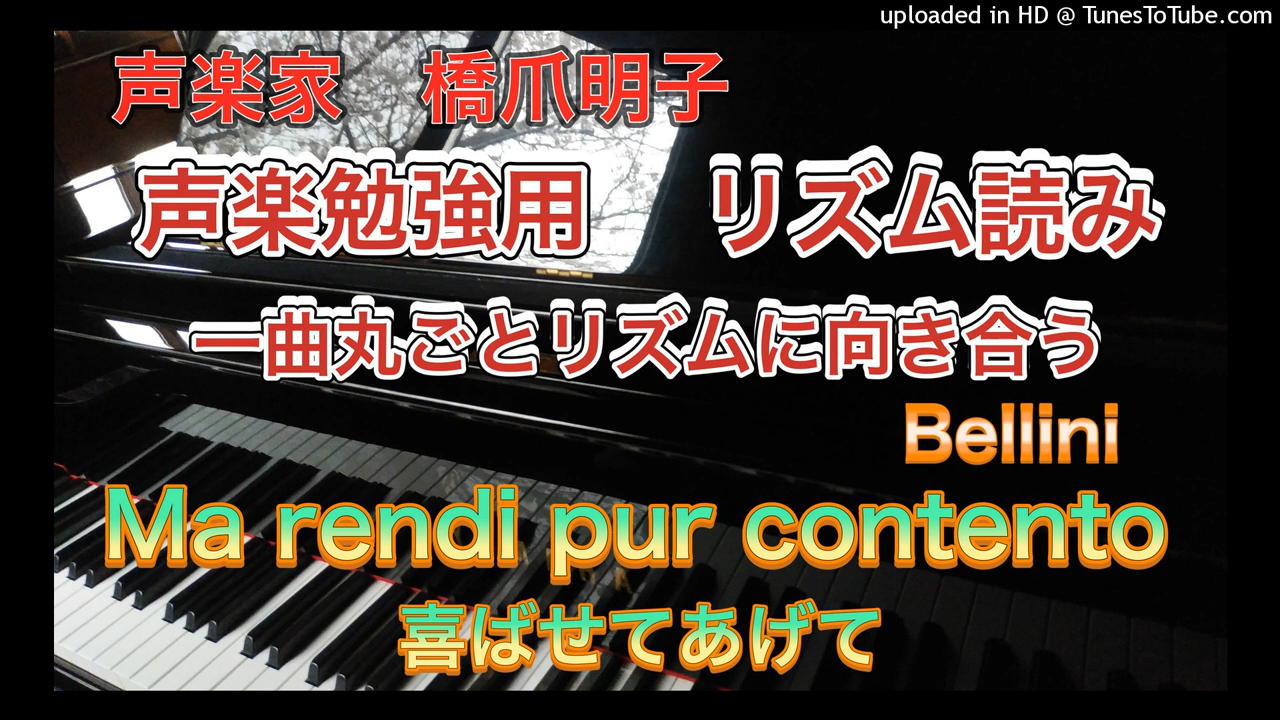 uploaded in HD @ TunesToTube.com
声楽家　橋爪明子
声楽勉強用　リズム読み
一曲丸ごとリズムに向き合う
Bellini
Ma rendi pur contento
喜ばせてあげて